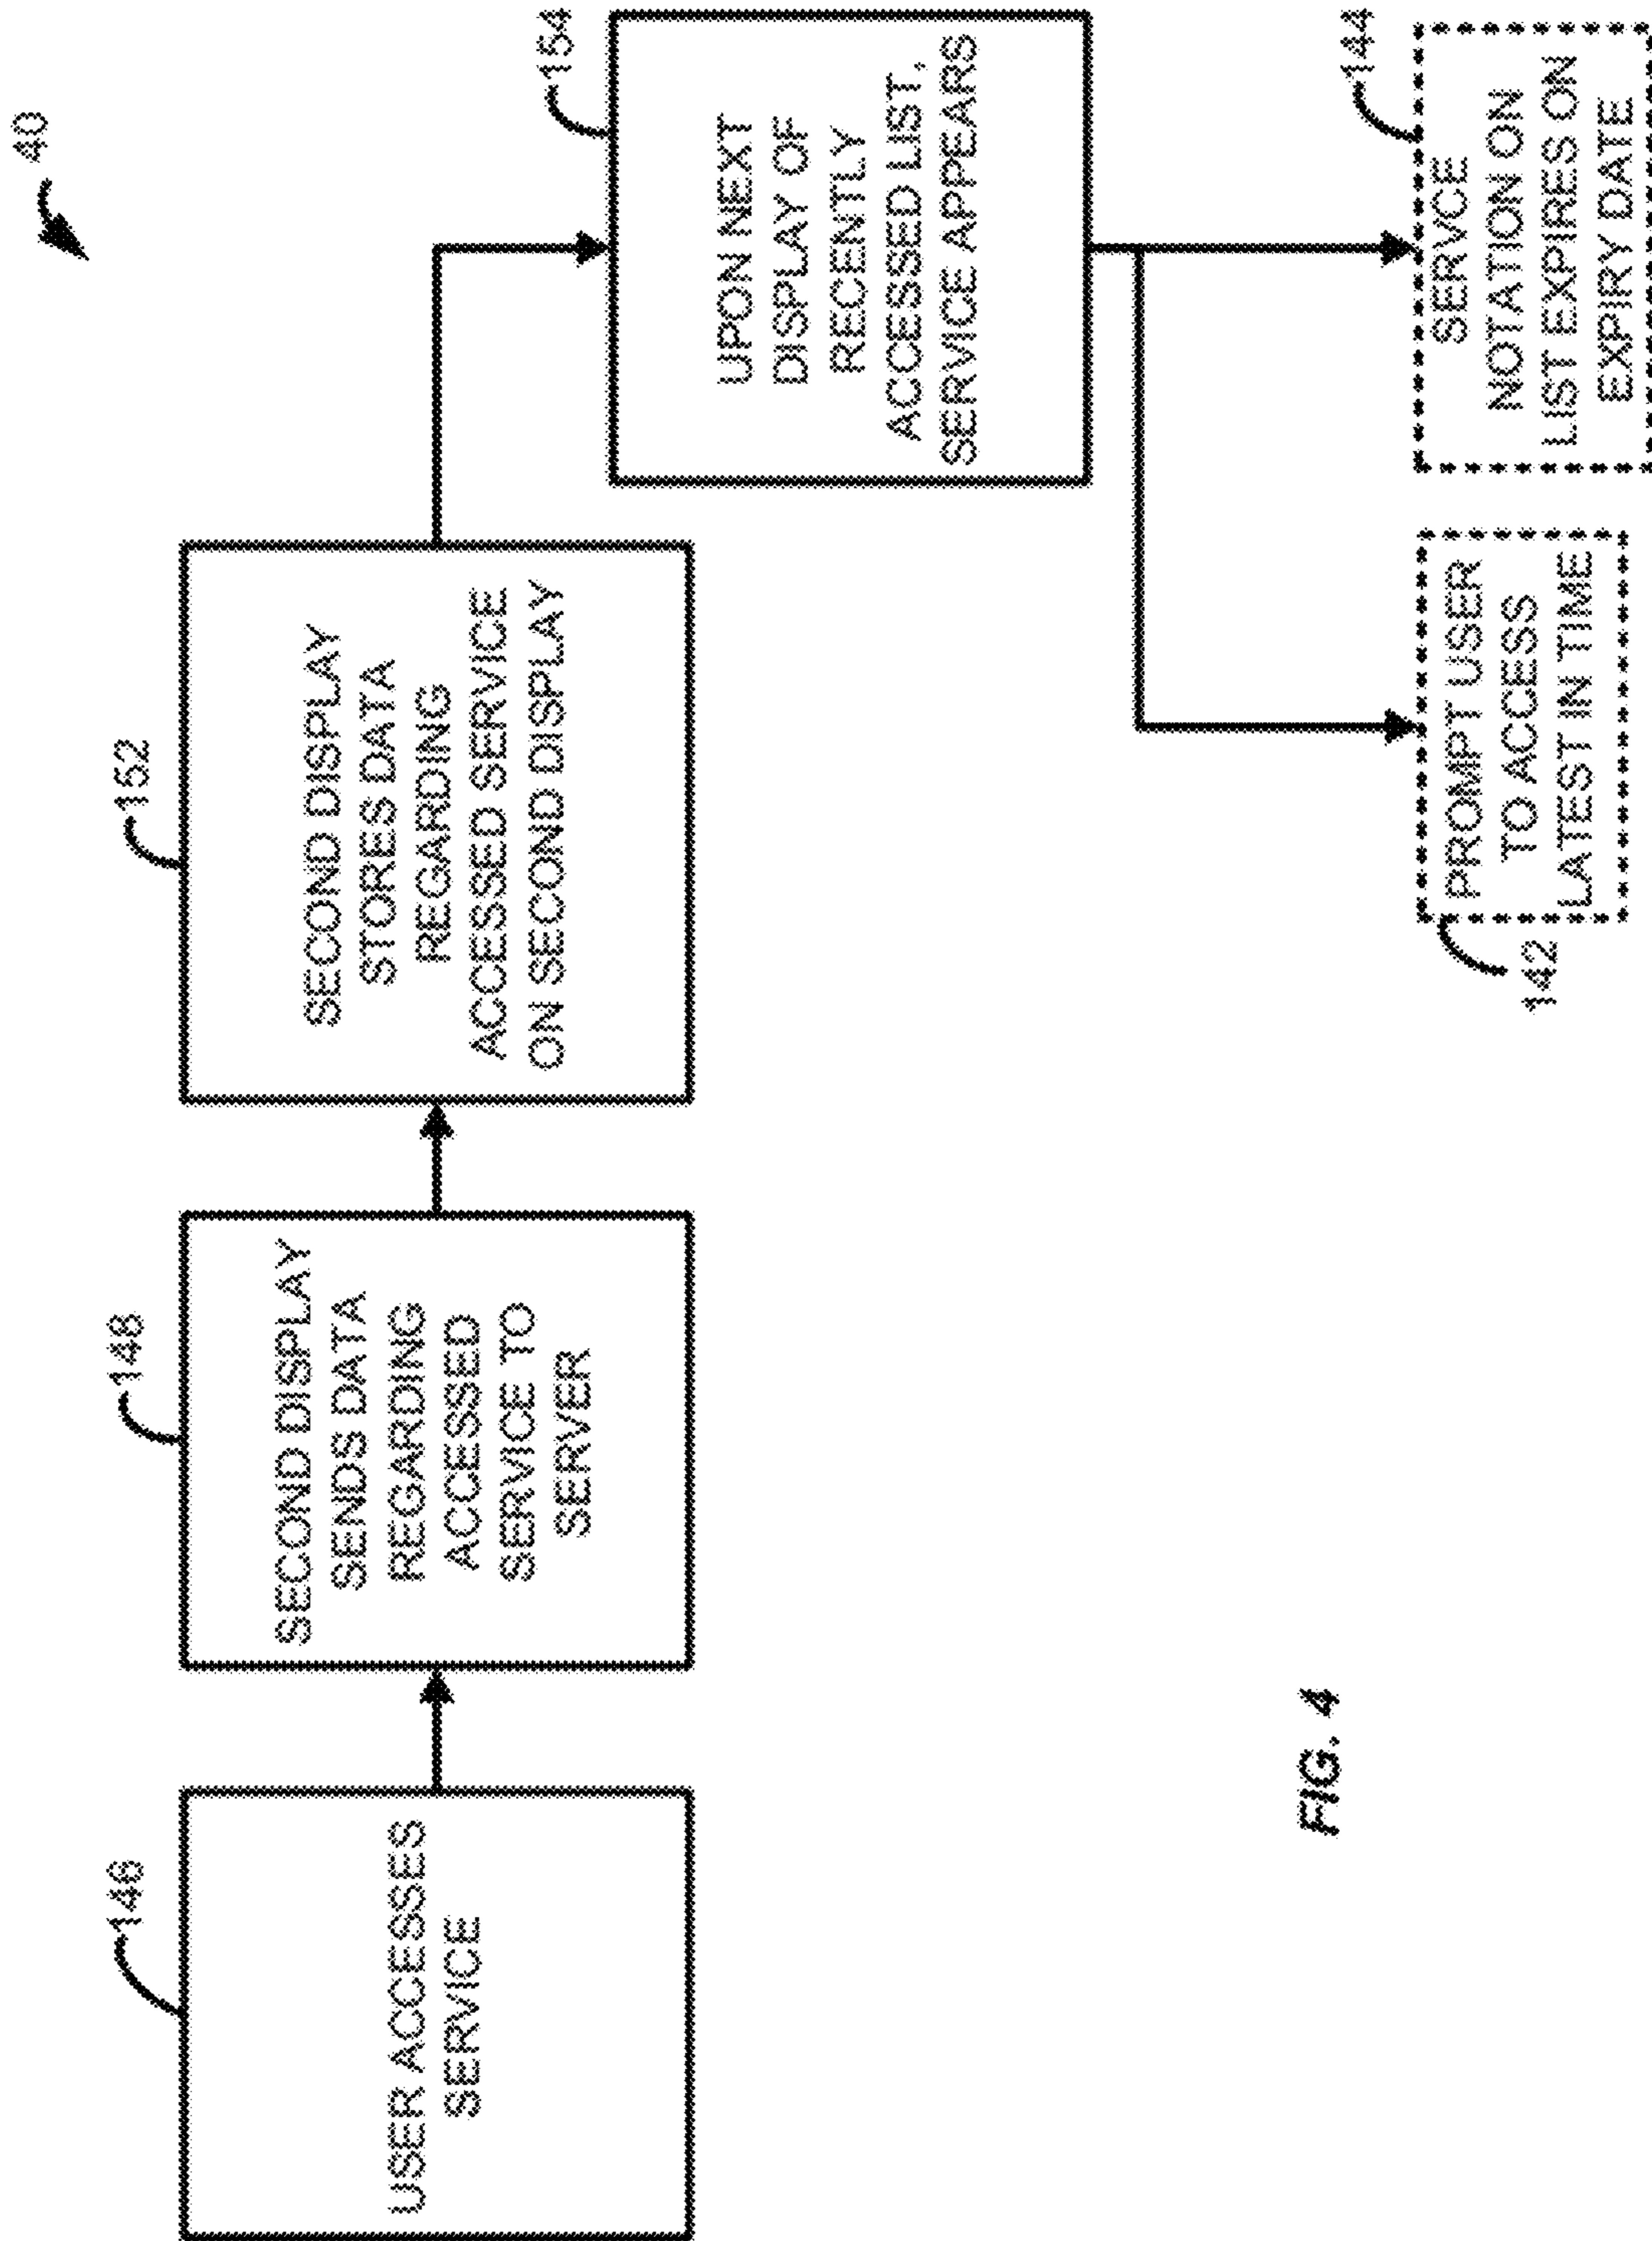 40
146
USER ACCESSES
SERVICE
148
SECOND DISPLAY
SENDS DATA
REGARDING
ACCESSED
SERVICE TO
SERVER
152
SECOND DISPLAY
STORES DATA
REGARDING
ACCESSED SERVICE
ON SECOND DISPLAY
154
UPON NEXT
DISPLAY OF
RECENTLY
ACCESSED LIST,
SERVICE APPEARS
142
PROMPT USER
TO ACCESS
LATEST IN TIME
144
SERVCE
NOTATION ON
LIST EXPIRES ON
EXPIRY DATE
FIG. 4